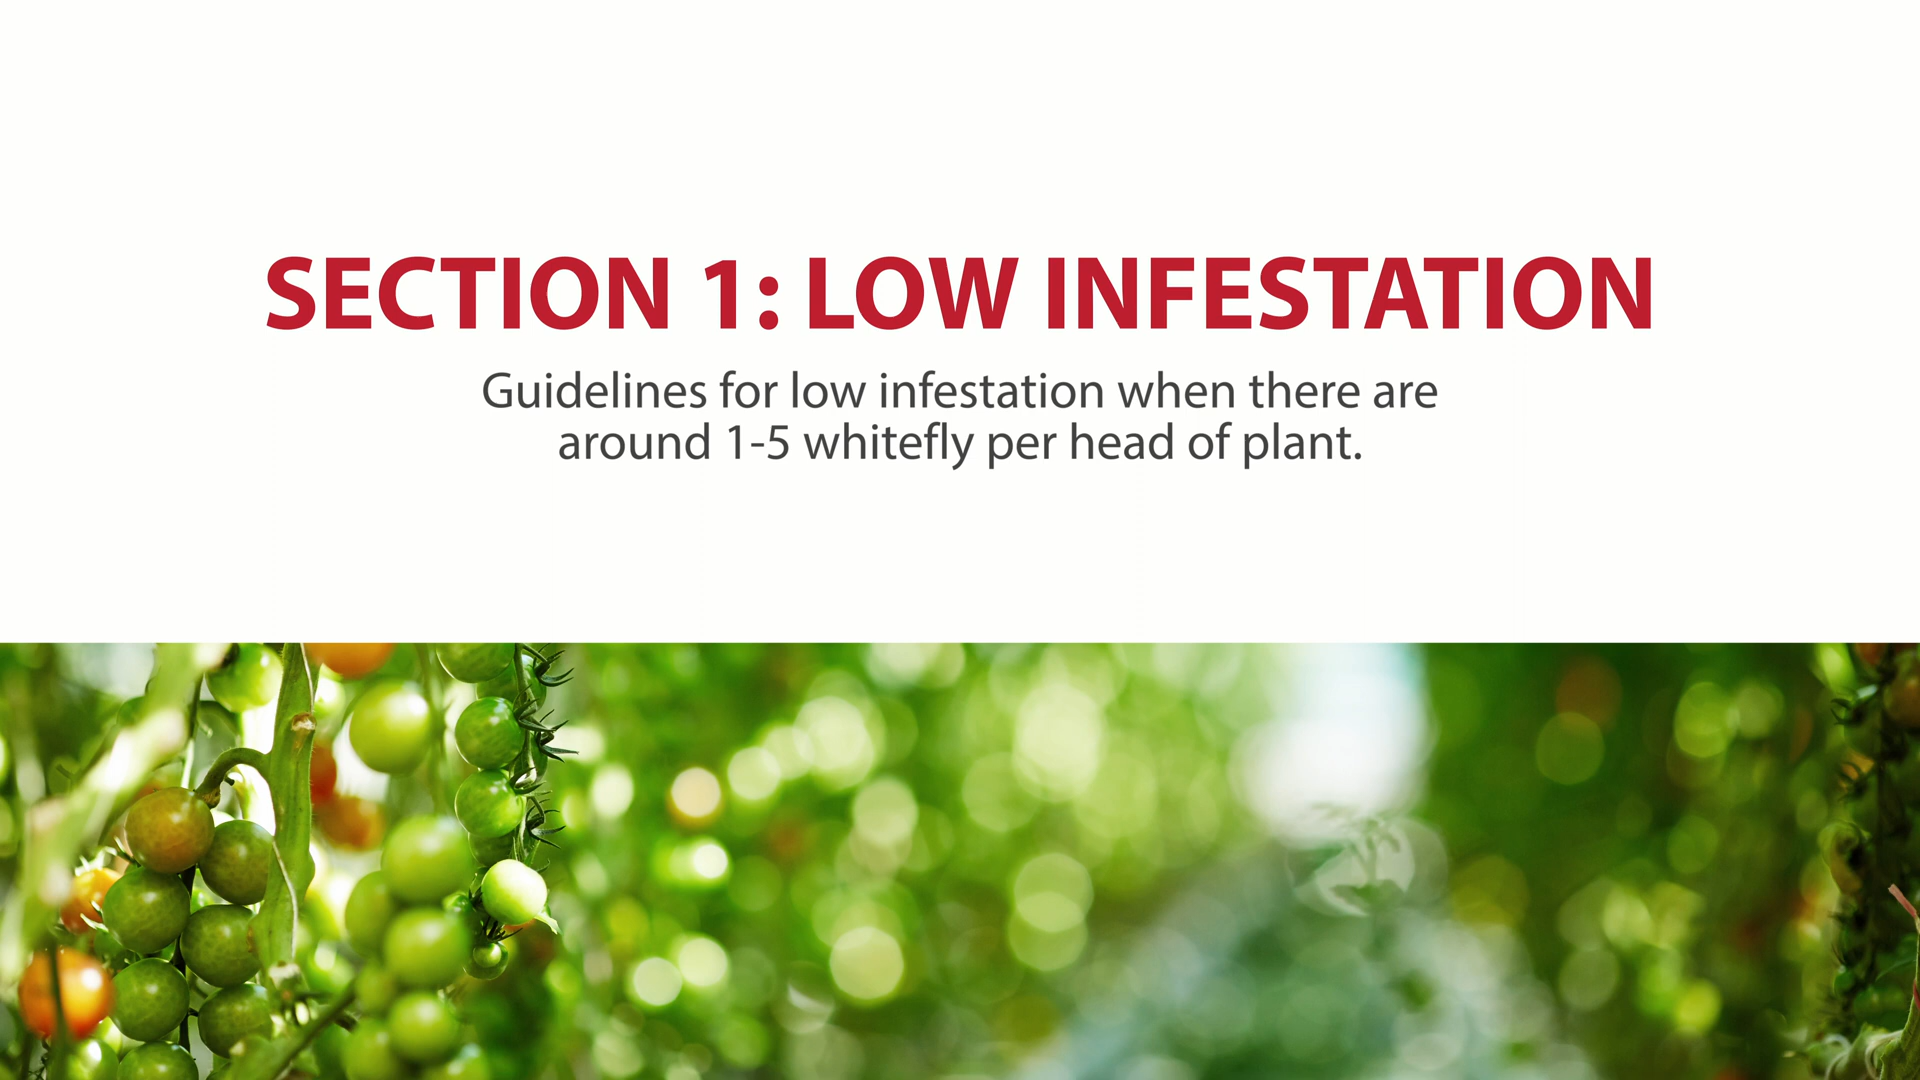 SECTION 1: LOW INFESTATION
Guidelines for low infestation when there are
around 1-5 whitefly per head of plant.